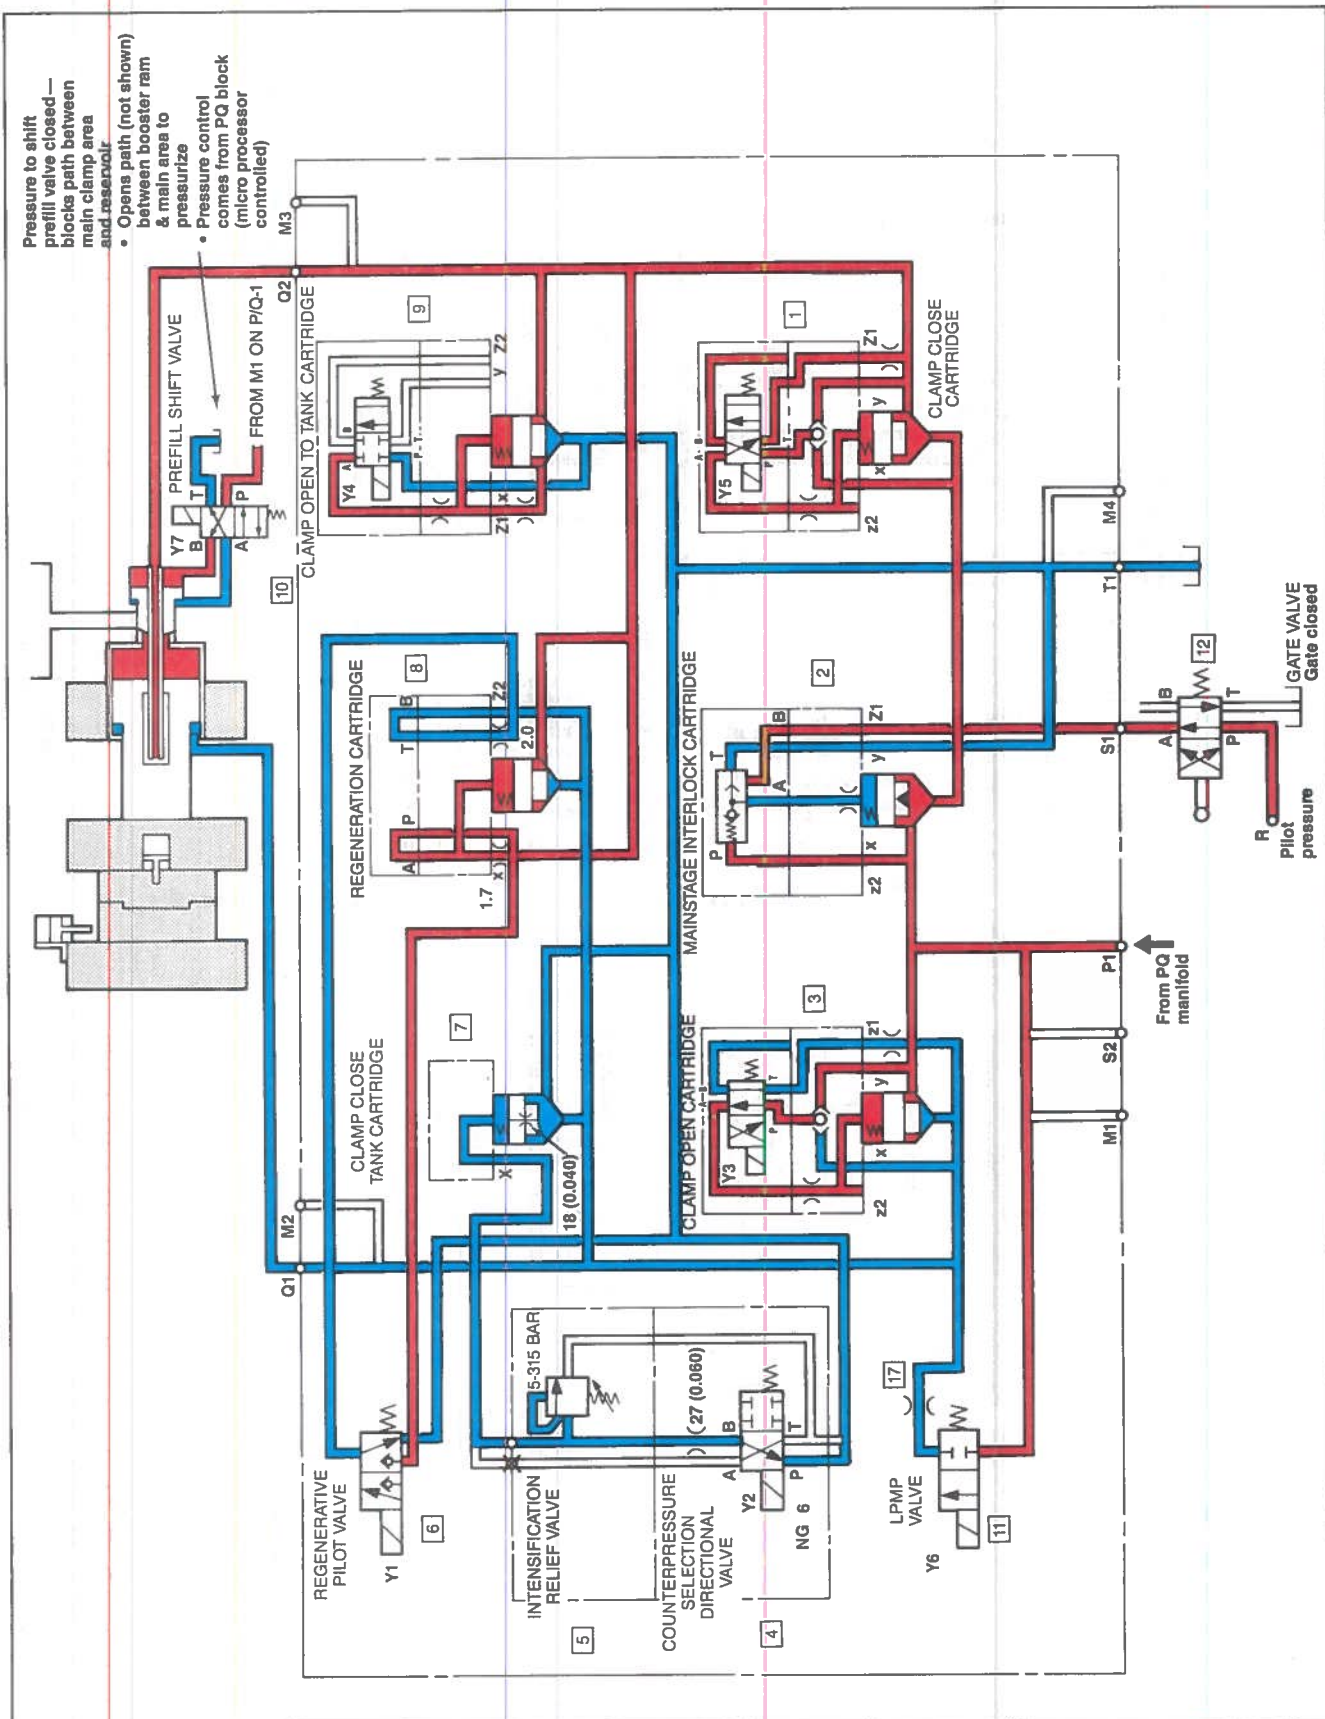 Pressure to shift
prefill valve closed—
blocks path between
main clamp area
and reservoir
• Opens path (not shown)
between booster ram
& main area to
pressurize
• Pressure control
comes from PQ block
(micro processor
controlled)
PREFILL SHIFT VALVE
FROM M1 ON P/Q-1
Y7
B
T
A
P
10
Q2
M3
CLAMP OPEN TO TANK CARTRIDGE
9
Y4
A
B
P
T
Z1
x
y
Z2
REGENERATION CARTRIDGE
8
A
P
T
B
1.7
x
2.0
Z2
CLAMP CLOSE
TANK CARTRIDGE
7
x
18 (0.040)
Q1
M2
REGENERATIVE
PILOT VALVE
Y1
6
INTENSIFICATION
RELIEF VALVE
5-315 BAR
5
COUNTERPRESSURE
SELECTION
DIRECTIONAL
VALVE
27 (0.060)
A
B
Y2
P
T
NG 6
4
CLAMP OPEN CARTRIDGE
3
Y3
A
B
P
T
z2
x
y
z1
MAINSTAGE INTERLOCK CARTRIDGE
2
P
T
A
B
z2
x
y
Z1
1
Y5
A
B
P
T
z2
x
y
Z1
CLAMP CLOSE
CARTRIDGE
LPMP
VALVE
Y6
11
17
M1
S2
P1
From PQ
manifold
S1
T1
M4
R
Pilot
pressure
A
B
P
T
12
GATE VALVE
Gate closed